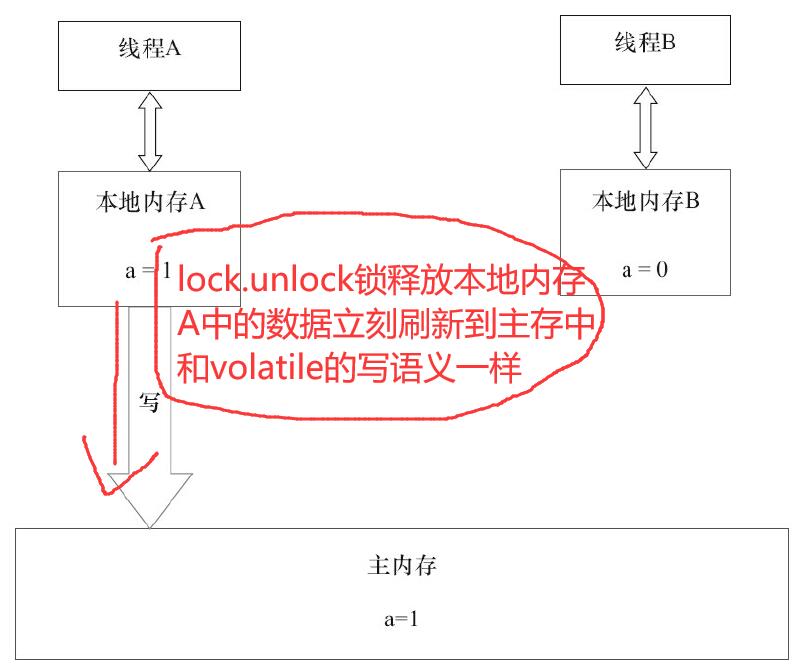 线程A
线程B
本地内存A
本地内存B
a = 1
a = 0
lock.unlock锁释放本地内存
A中的数据立刻刷新到主存中
和volatile的写语义一样
写
主内存
a=1